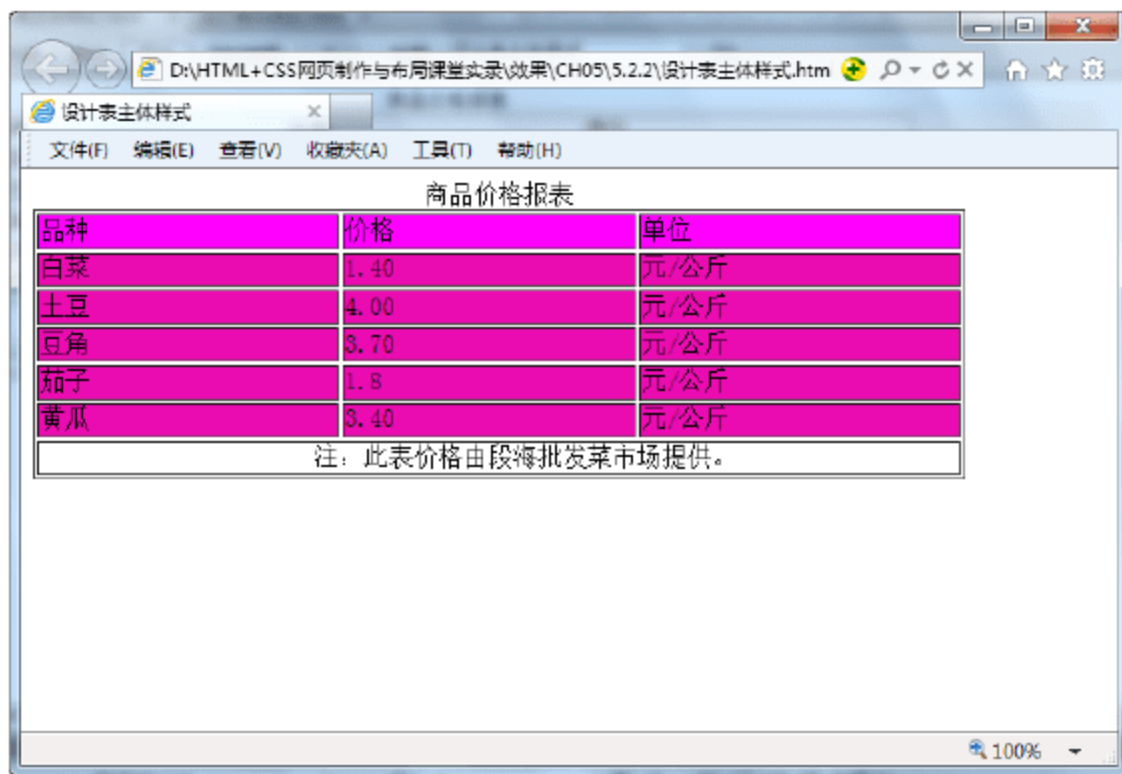 D:\HTML+CSS网页制作与布局课堂实录\效果\CH05\5.2.2\设计表主体样式.htm
设计表主体样式
文件(F) 编辑(E) 查看(V) 收藏夹(A) 工具(T) 帮助(H)
商品价格报表
品种 价格 单位
白菜 1.40 元/公斤
土豆 4.00 元/公斤
豆角 3.70 元/公斤
茄子 1.8 元/公斤
黄瓜 3.40 元/公斤
注：此表价格由段海批发菜市场提供。
100%